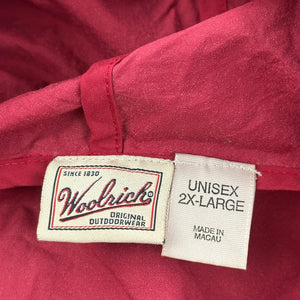 SINCE 1830
Woolrich®
ORIGINAL
OUTDOORWEAR
UNISEX
2X-LARGE
MADE IN
MACAU